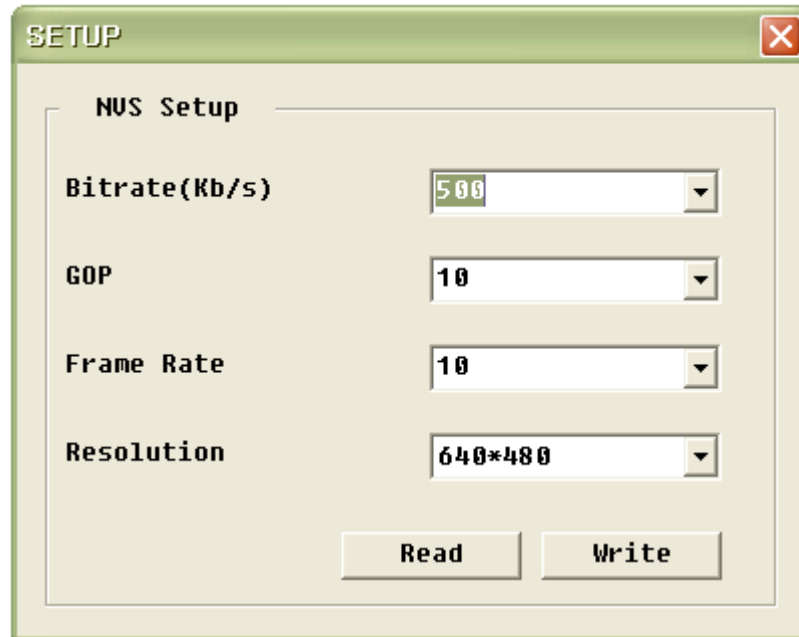 SETUP
NVS Setup
Bitrate(Kb/s) 500
GOP 10
Frame Rate 10
Resolution 640*480
Read Write